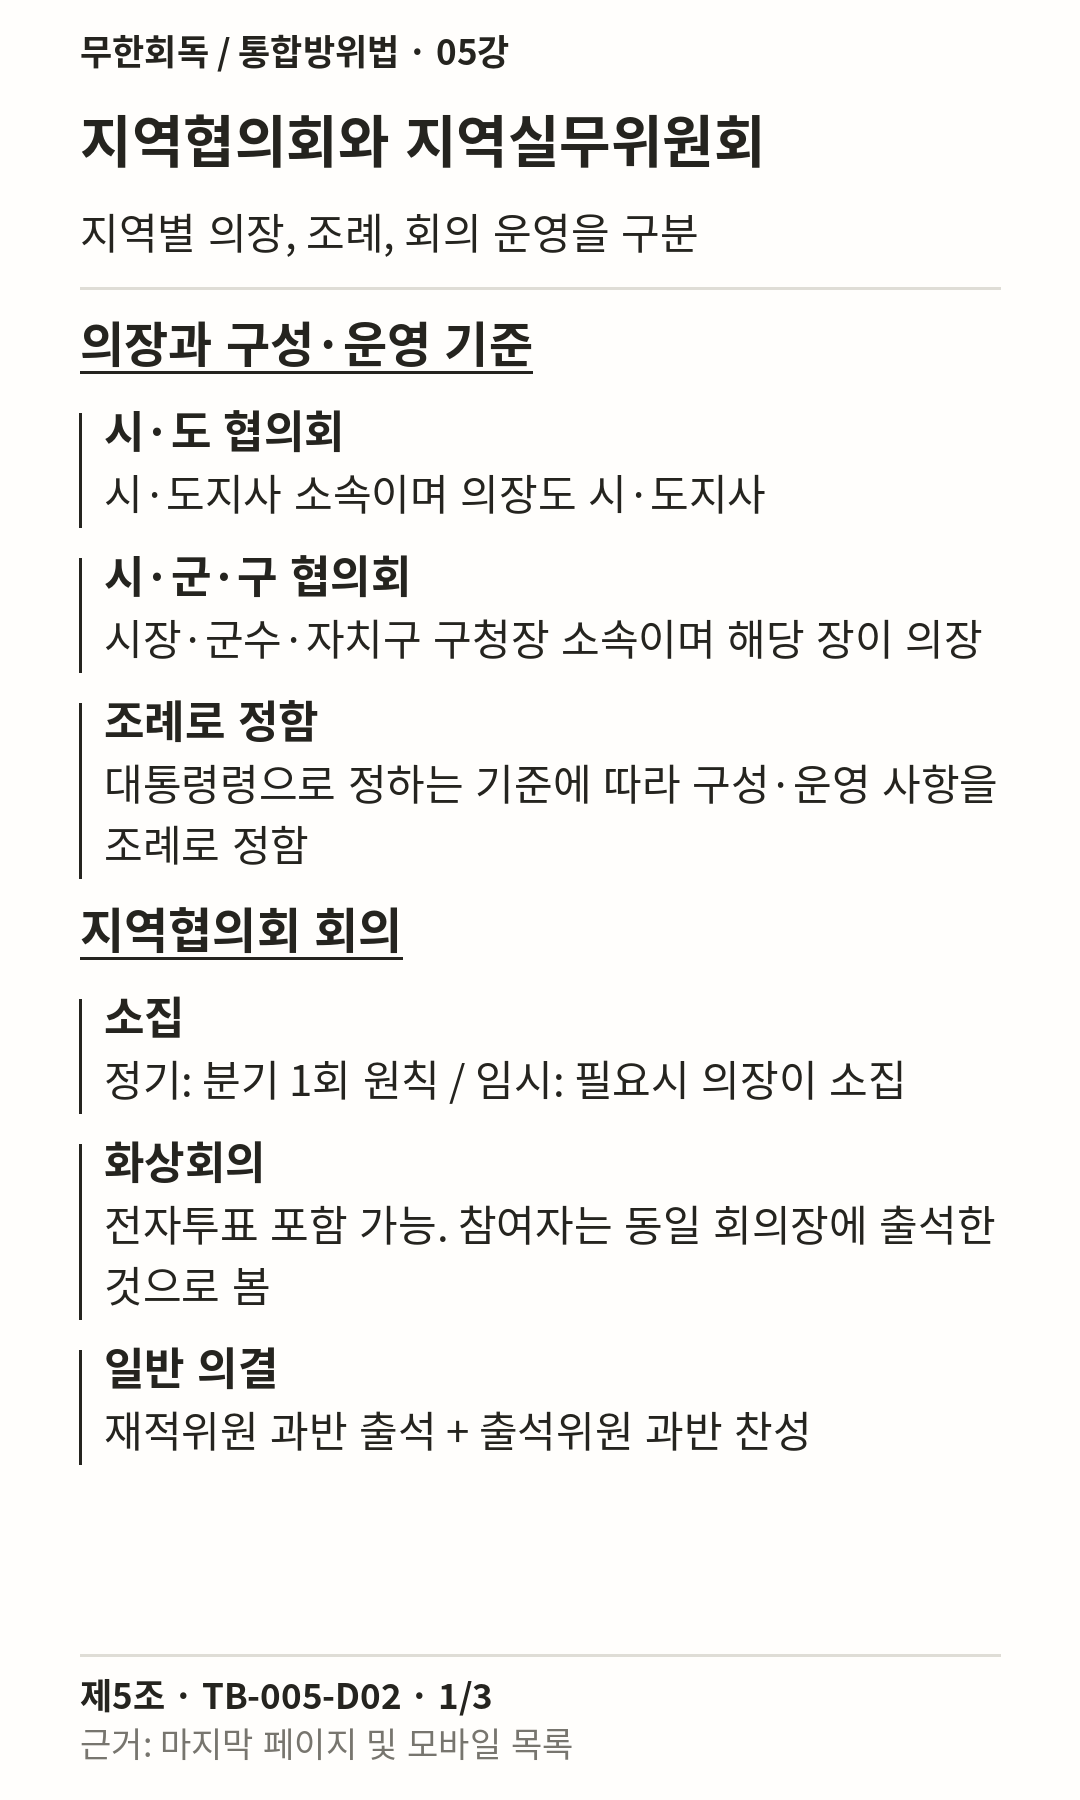 무한회독 / 통합방위법 · 05강
지역협의회와 지역실무위원회
지역별 의장, 조례, 회의 운영을 구분
의장과 구성·운영 기준
시·도 협의회
시·도지사 소속이며 의장도 시·도지사
시·군·구 협의회
시장·군수·자치구 구청장 소속이며 해당 장이 의장
조례로 정함
대통령령으로 정하는 기준에 따라 구성·운영 사항을
조례로 정함
지역협의회 회의
소집
정기: 분기 1회 원칙 / 임시: 필요시 의장이 소집
화상회의
전자투표 포함 가능. 참여자는 동일 회의장에 출석한
것으로 봄
일반 의결
재적위원 과반 출석 + 출석위원 과반 찬성
제5조 · TB-005-D02 · 1/3
근거: 마지막 페이지 및 모바일 목록